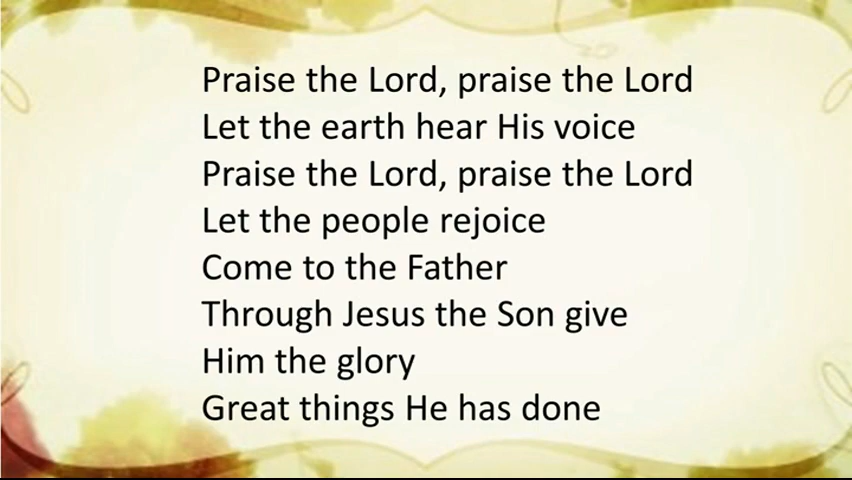 Praise the Lord, praise the Lord
Let the earth hear His voice
Praise the Lord, praise the Lord
Let the people rejoice
Come to the Father
Through Jesus the Son give
Him the glory
Great things He has done